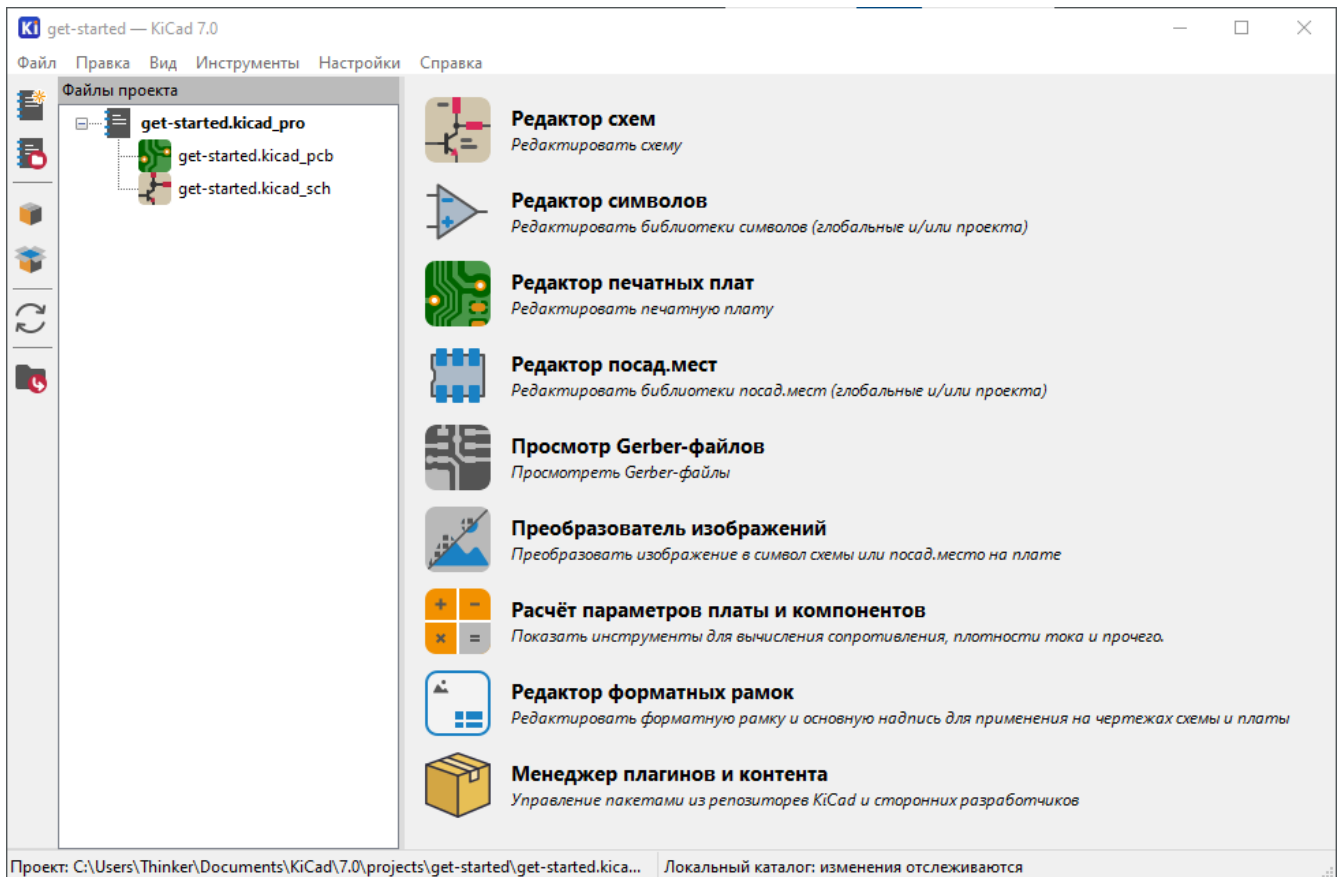 Ki get-started — KiCad 7.0
Файл Правка Вид Инструменты Настройки Справка
Файлы проекта
get-started.kicad_pro
get-started.kicad_pcb
get-started.kicad_sch
Редактор схем
Редактировать схему
Редактор символов
Редактировать библиотеки символов (глобальные и/или проекта)
Редактор печатных плат
Редактировать печатную плату
Редактор посад.мест
Редактировать библиотеки посад.мест (глобальные и/или проекта)
Просмотр Gerber-файлов
Просмотреть Gerber-файлы
Преобразователь изображений
Преобразовать изображение в символ схемы или посад.место на плате
Расчёт параметров платы и компонентов
Показать инструменты для вычисления сопротивления, плотности тока и прочего.
Редактор форматных рамок
Редактировать форматную рамку и основную надпись для применения на чертежах схемы и платы
Менеджер плагинов и контента
Управление пакетами из репозиторев KiCad и сторонних разработчиков
Проект: C:\Users\Thinker\Documents\KiCad\7.0\projects\get-started\get-started.kica... Локальный каталог: изменения отслеживаются